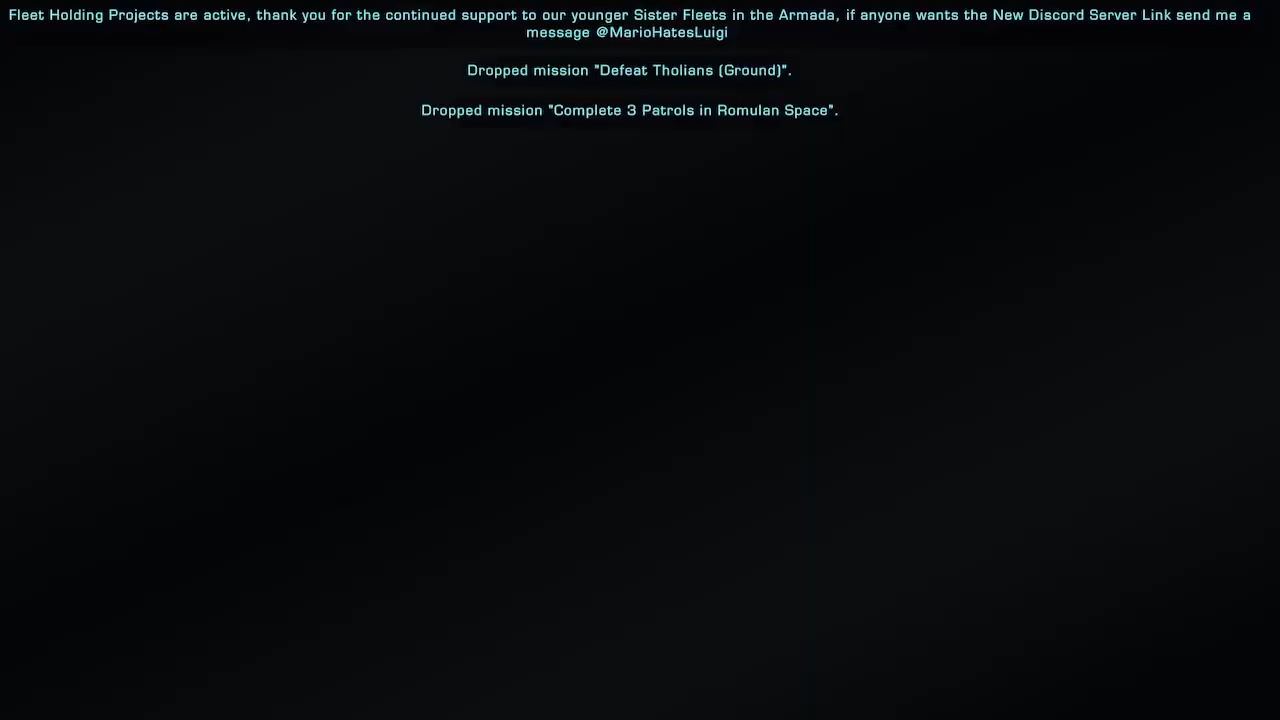 Fleet Holding Projects are active, thank you for the continued support to our younger Sister Fleets in the Armada, if anyone wants the New Discord Server Link send me a
message @MarioHatesLuigi
Dropped mission "Defeat Tholians (Ground)".
Dropped mission "Complete 3 Patrols in Romulan Space".